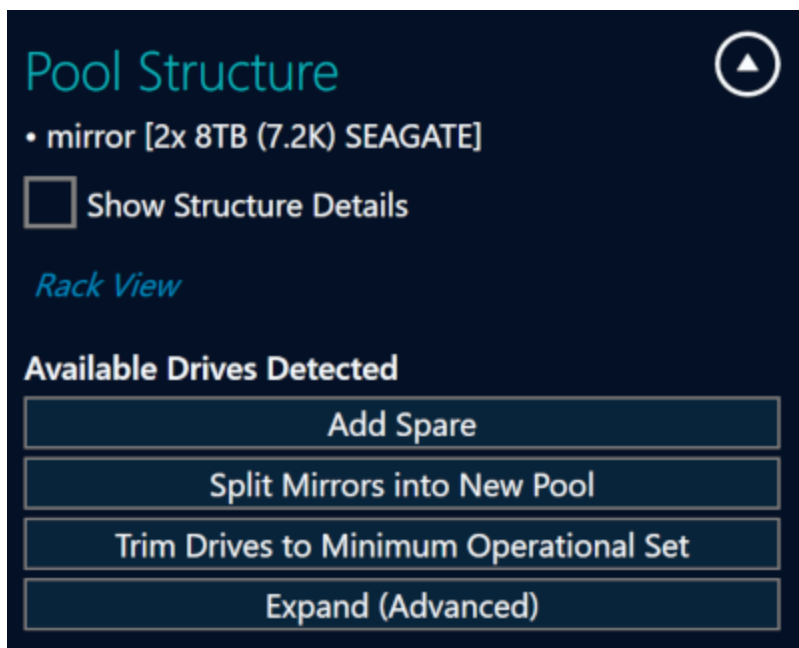 Pool Structure
• mirror [2x 8TB (7.2K) SEAGATE]
Show Structure Details
Rack View
Available Drives Detected
Add Spare
Split Mirrors into New Pool
Trim Drives to Minimum Operational Set
Expand (Advanced)